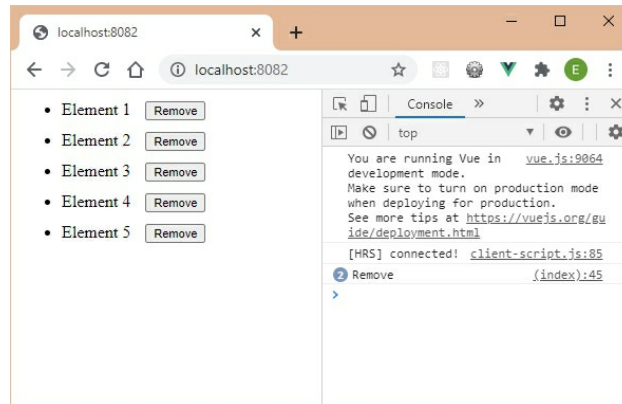 localhost:8082
localhost:8082
E
Element 1 Remove
Element 2 Remove
Element 3 Remove
Element 4 Remove
Element 5 Remove
Console
top
You are running Vue in vue.js:9064
development mode.
Make sure to turn on production mode
when deploying for production.
See more tips at https://vuejs.org/gu
ide/deployment.html
[HRS] connected! client-script.js:85
2 Remove (index):45